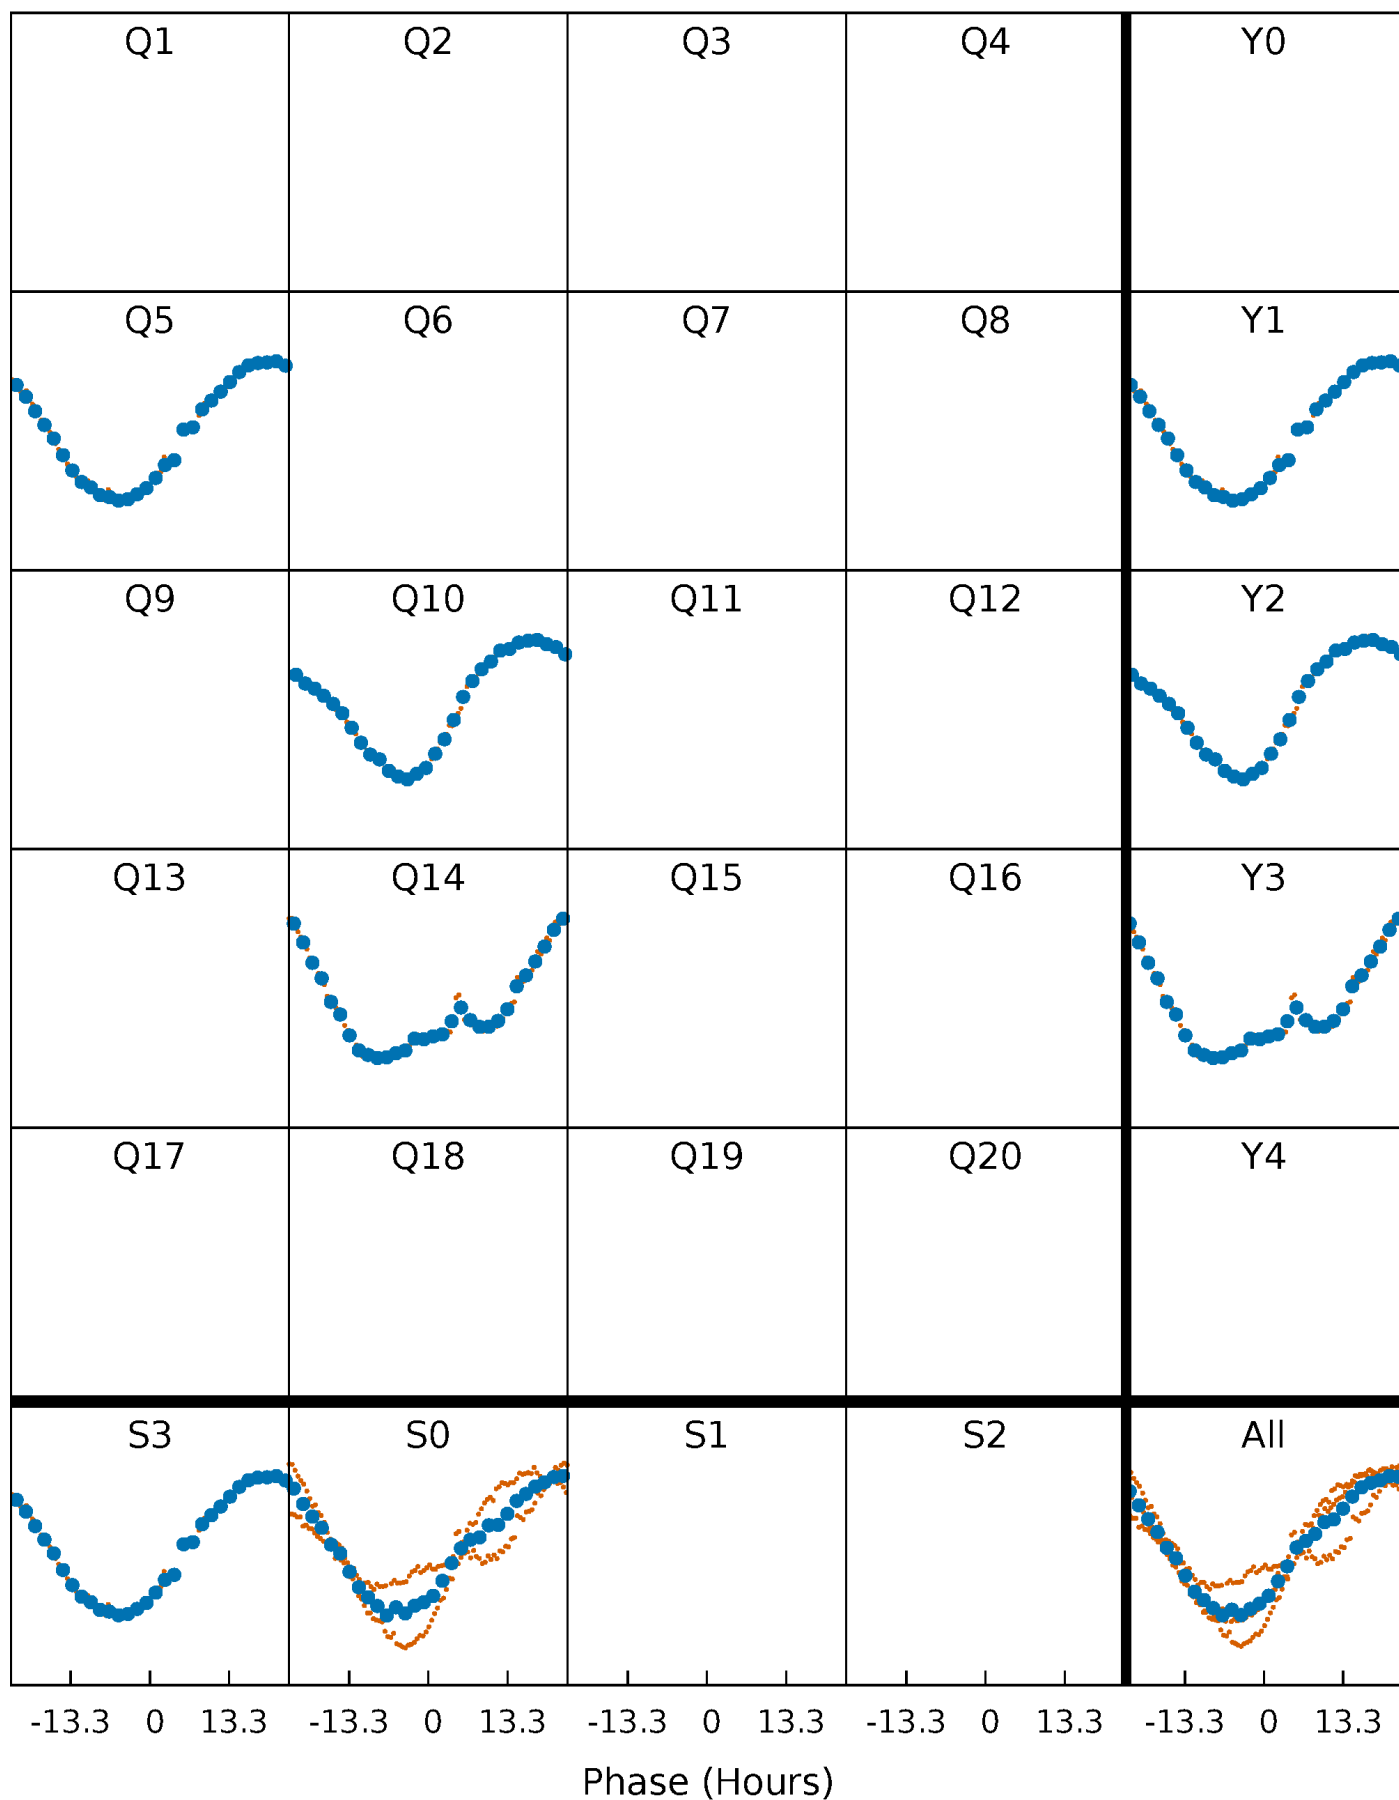 Q1 Q2 Q3 Q4 Y0
Q5 Q6 Q7 Q8 Y1
Q9 Q10 Q11 Q12 Y2
Q13 Q14 Q15 Q16 Y3
Q17 Q18 Q19 Q20 Y4
S3 S0 S1 S2 All
-13.3 0 13.3 -13.3 0 13.3 -13.3 0 13.3 -13.3 0 13.3 -13.3 0 13.3
Phase (Hours)